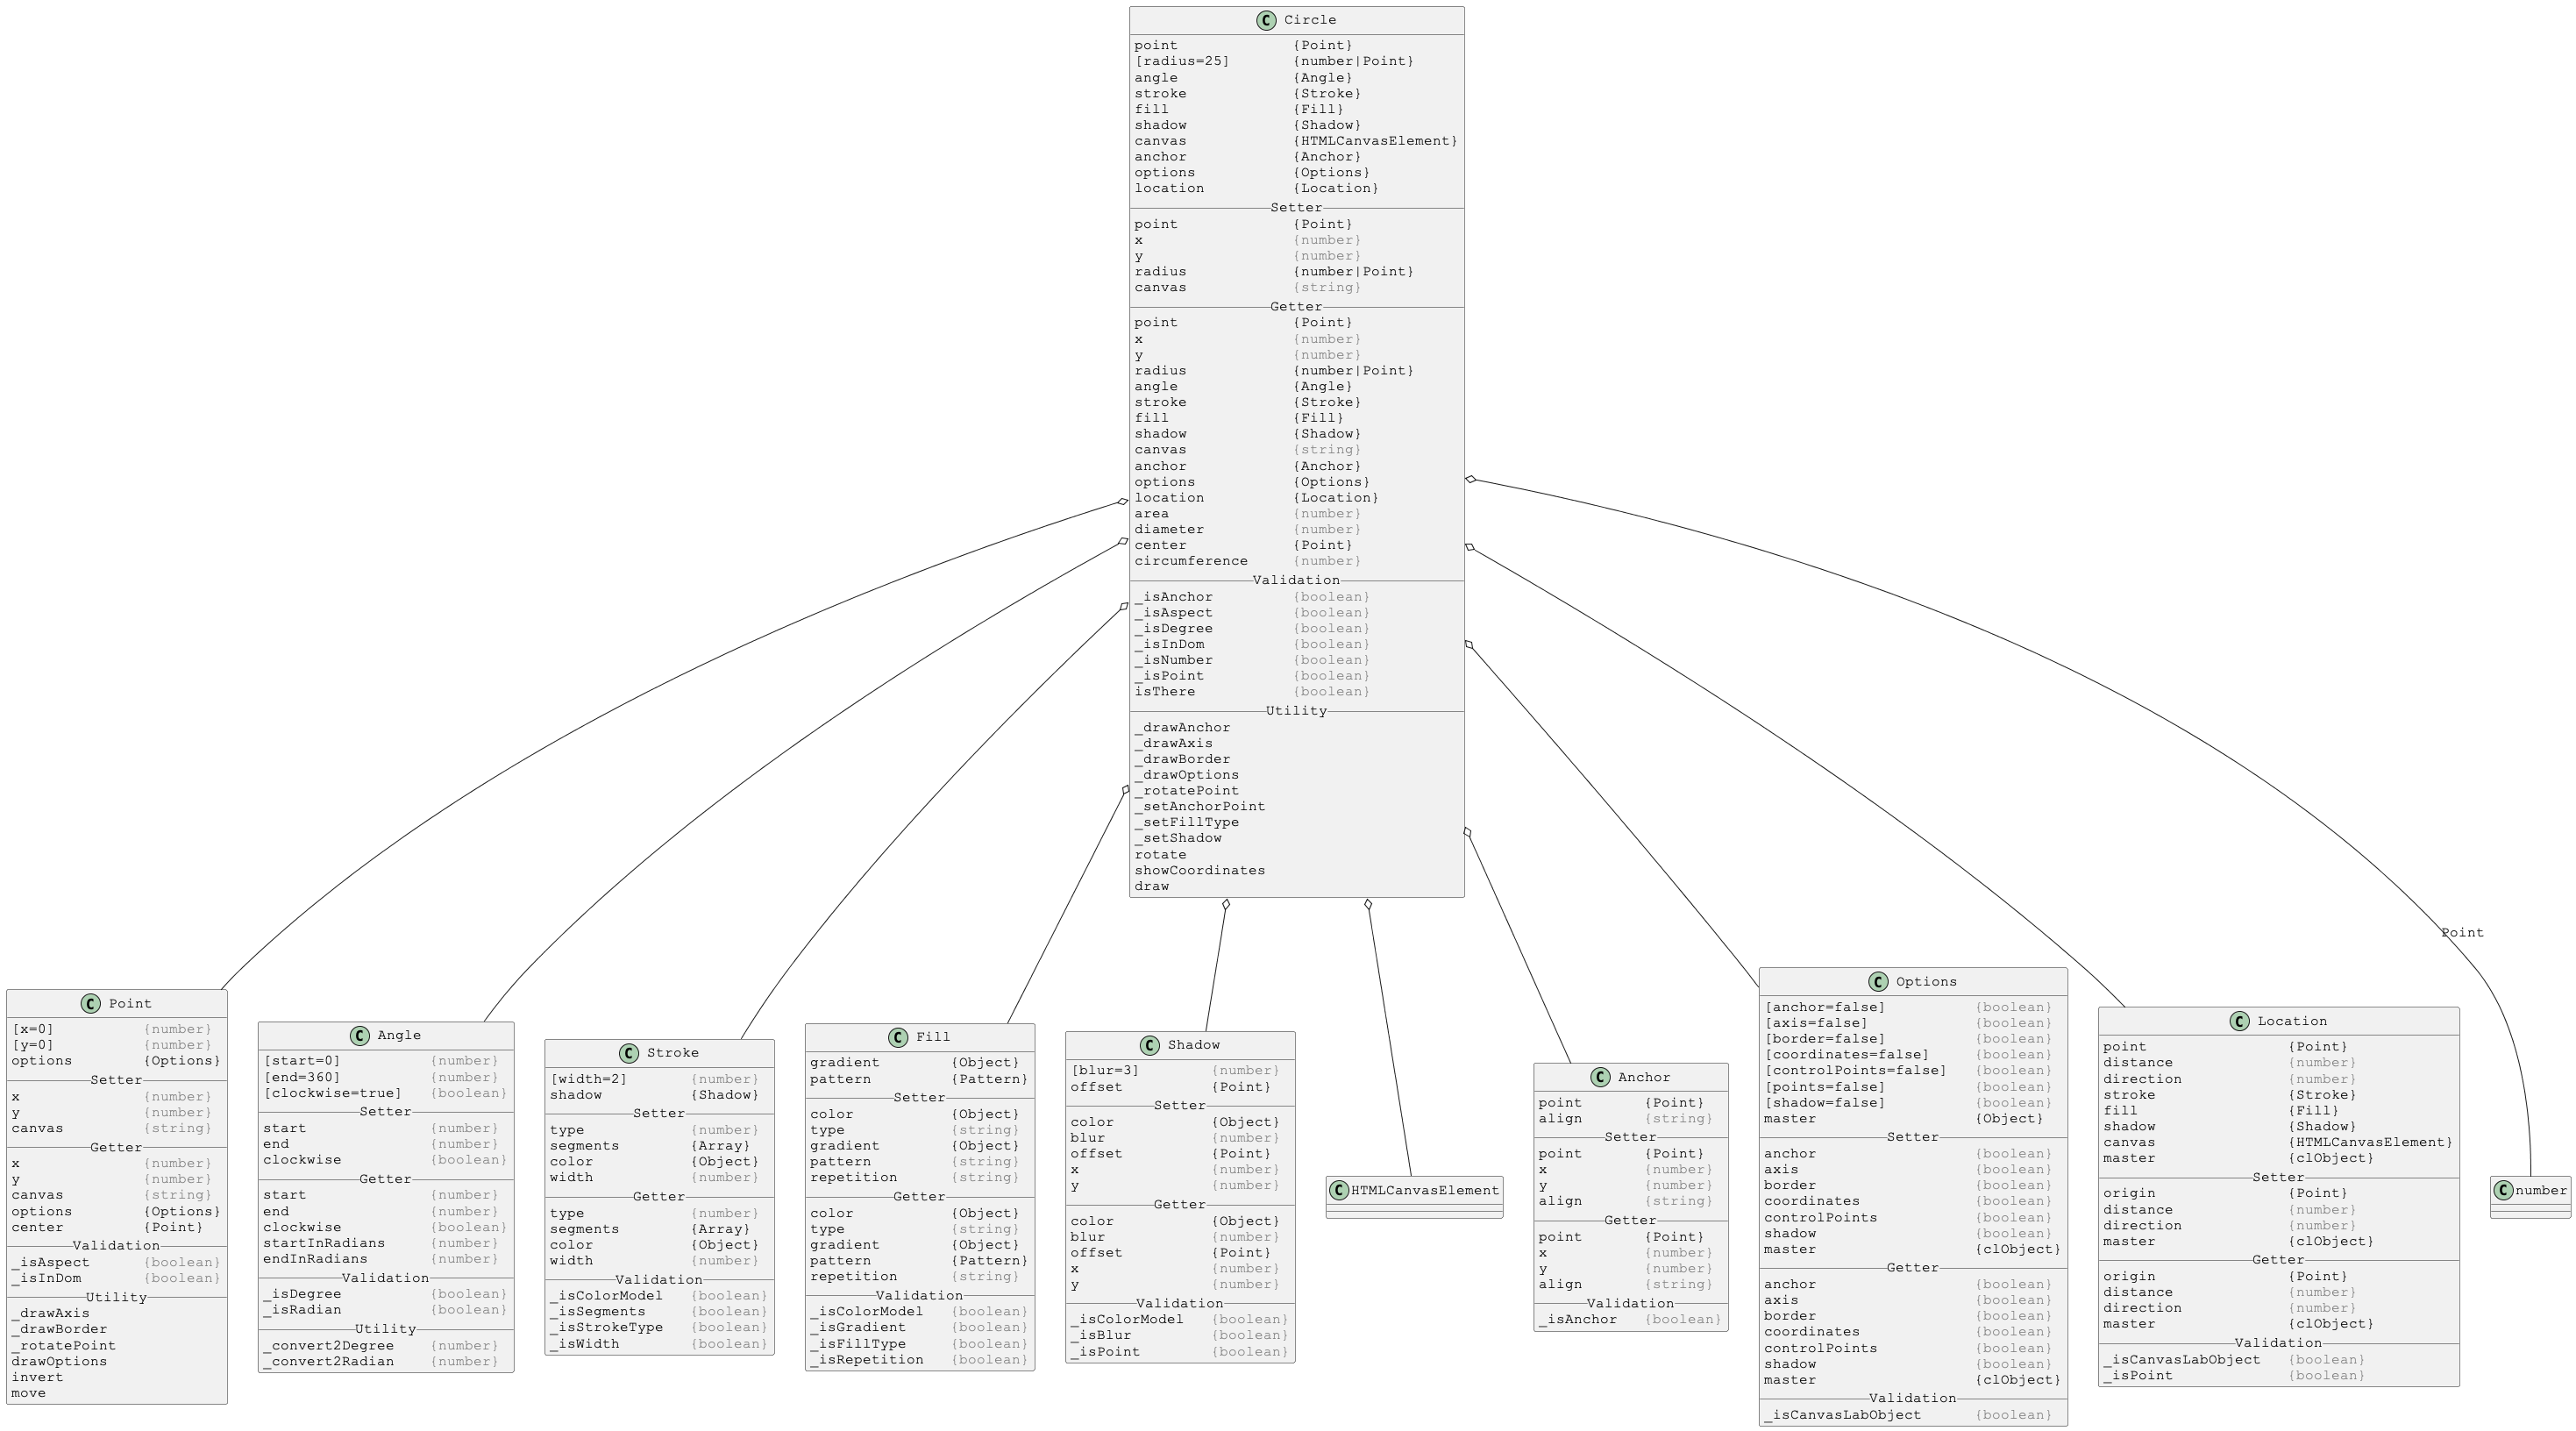 C Circle
point {Point}
[radius=25] {number|Point}
angle {Angle}
stroke {Stroke}
fill {Fill}
shadow {Shadow}
canvas {HTMLCanvasElement}
anchor {Anchor}
options {Options}
location {Location}
Setter
point {Point}
x {number}
y {number}
radius {number|Point}
canvas {string}
Getter
point {Point}
x {number}
y {number}
radius {number|Point}
angle {Angle}
stroke {Stroke}
fill {Fill}
shadow {Shadow}
canvas {string}
anchor {Anchor}
options {Options}
location {Location}
area {number}
diameter {number}
center {Point}
circumference {number}
Validation
_isAnchor {boolean}
_isAspect {boolean}
_isDegree {boolean}
_isInDom {boolean}
_isNumber {boolean}
_isPoint {boolean}
isThere {boolean}
Utility
_drawAnchor
_drawAxis
_drawBorder
_drawOptions
_rotatePoint
_setAnchorPoint
_setFillType
_setShadow
rotate
showCoordinates
draw
Point
C Point
[x=0] {number}
[y=0] {number}
options {Options}
Setter
x {number}
y {number}
canvas {string}
Getter
x {number}
y {number}
canvas {string}
options {Options}
center {Point}
Validation
_isAspect {boolean}
_isInDom {boolean}
Utility
_drawAxis
_drawBorder
_rotatePoint
drawOptions
invert
move
C Angle
[start=0] {number}
[end=360] {number}
[clockwise=true] {boolean}
Setter
start {number}
end {number}
clockwise {boolean}
Getter
start {number}
end {number}
clockwise {boolean}
startInRadians {number}
endInRadians {number}
Validation
_isDegree {boolean}
_isRadian {boolean}
Utility
_convert2Degree {number}
_convert2Radian {number}
C Stroke
[width=2] {number}
shadow {Shadow}
Setter
type {number}
segments {Array}
color {Object}
width {number}
Getter
type {number}
segments {Array}
color {Object}
width {number}
Validation
_isColorModel {boolean}
_isSegments {boolean}
_isStrokeType {boolean}
_isWidth {boolean}
C Fill
gradient {Object}
pattern {Pattern}
Setter
color {Object}
type {string}
gradient {Object}
pattern {string}
repetition {string}
Getter
color {Object}
type {string}
gradient {Object}
pattern {Pattern}
repetition {string}
Validation
_isColorModel {boolean}
_isGradient {boolean}
_isFillType {boolean}
_isRepetition {boolean}
C Shadow
[blur=3] {number}
offset {Point}
Setter
color {Object}
blur {number}
offset {Point}
x {number}
y {number}
Getter
color {Object}
blur {number}
offset {Point}
x {number}
y {number}
Validation
_isColorModel {boolean}
_isBlur {boolean}
_isPoint {boolean}
C HTMLCanvasElement
C Anchor
point {Point}
align {string}
Setter
point {Point}
x {number}
y {number}
align {string}
Getter
point {Point}
x {number}
y {number}
align {string}
Validation
_isAnchor {boolean}
C Options
[anchor=false] {boolean}
[axis=false] {boolean}
[border=false] {boolean}
[coordinates=false] {boolean}
[controlPoints=false] {boolean}
[points=false] {boolean}
[shadow=false] {boolean}
master {Object}
Setter
anchor {boolean}
axis {boolean}
border {boolean}
coordinates {boolean}
controlPoints {boolean}
shadow {boolean}
master {clObject}
Getter
anchor {boolean}
axis {boolean}
border {boolean}
coordinates {boolean}
controlPoints {boolean}
shadow {boolean}
master {clObject}
Validation
_isCanvasLabObject {boolean}
C Location
point {Point}
distance {number}
direction {number}
stroke {Stroke}
fill {Fill}
shadow {Shadow}
canvas {HTMLCanvasElement}
master {clObject}
Setter
origin {Point}
distance {number}
direction {number}
master {clObject}
Getter
origin {Point}
distance {number}
direction {number}
master {clObject}
Validation
_isCanvasLabObject {boolean}
_isPoint {boolean}
C number